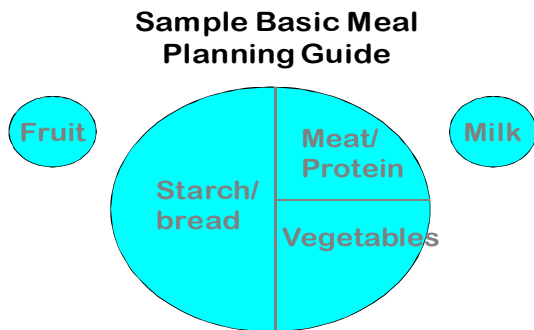 Sample Basic Meal
Planning Guide
Fruit
Milk
Meat/
Protein
Starch/
bread
Vegetables